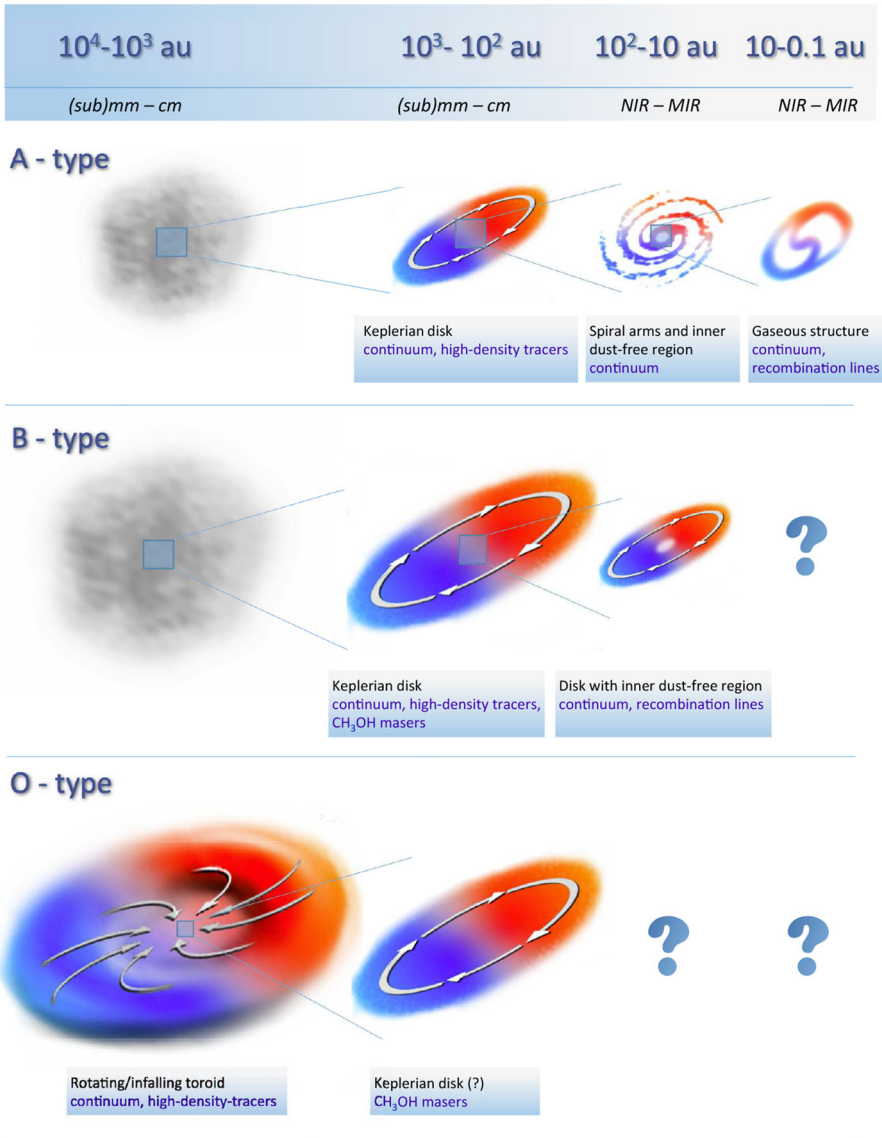 10⁴-10³ au 10³- 10² au 10²-10 au 10-0.1 au
(sub)mm – cm (sub)mm – cm NIR – MIR NIR – MIR
A - type
Keplerian disk
continuum, high-density tracers
Spiral arms and inner
dust-free region
continuum
Gaseous structure
continuum,
recombination lines
B - type
?
Keplerian disk
continuum, high-density tracers,
CH₃OH masers
Disk with inner dust-free region
continuum, recombination lines
O - type
? ?
Rotating/infalling toroid
continuum, high-density-tracers
Keplerian disk (?)
CH₃OH masers